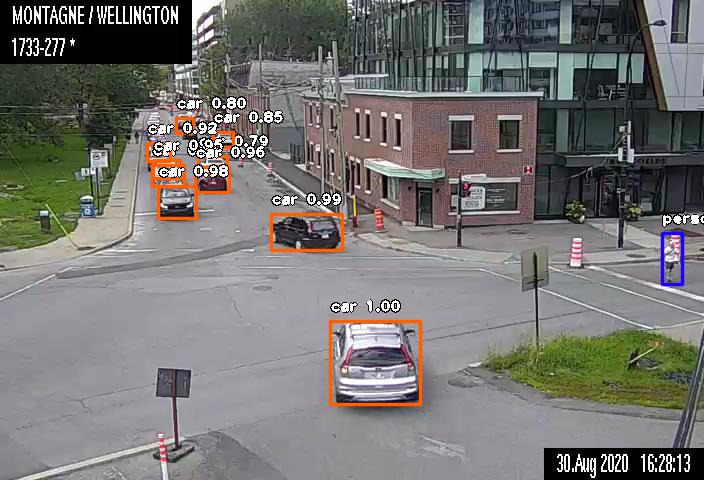 MONTAGNE / WELLINGTON
1733-277 *
car 0.80
car 0.85
car 0.92
0.79
car 0.96
car 0.98
car 0.99
perso
car 1.00
30.Aug 2020 16:28:13